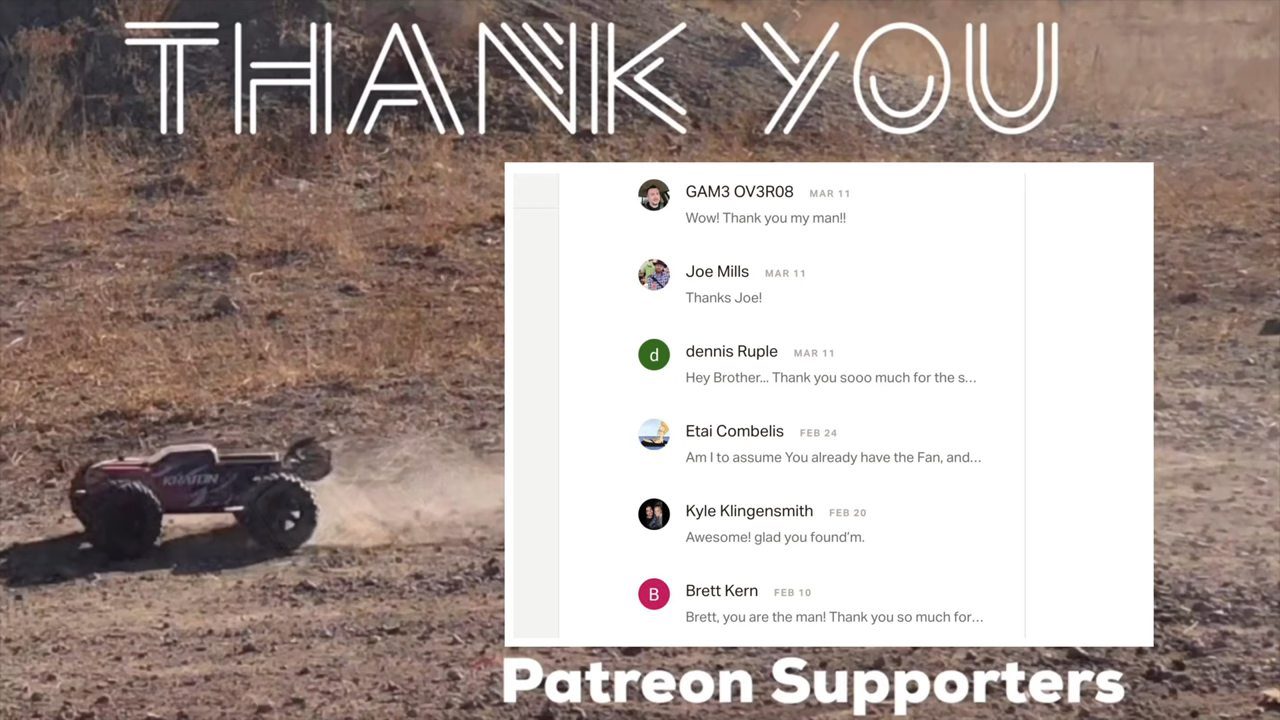 THANK YOU
GAM3 OV3R08 MAR 11
Wow! Thank you my man!!
Joe Mills MAR 11
Thanks Joe!
d
dennis Ruple MAR 11
Hey Brother... Thank you sooo much for the s...
Etai Combelis FEB 24
Am I to assume You already have the Fan, and...
Kyle Klingensmith FEB 20
Awesome! glad you found'm.
B
Brett Kern FEB 10
Brett, you are the man! Thank you so much for...
KRATON
Patreon Supporters